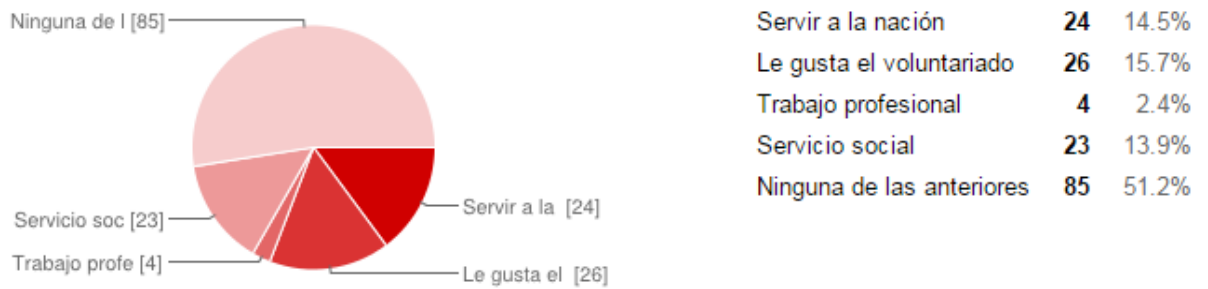 Ninguna de l [85]
Servicio soc [23]
Trabajo profe [4]
Servir a la [24]
Le gusta el [26]
Servir a la nación 24 14.5%
Le gusta el voluntariado 26 15.7%
Trabajo profesional 4 2.4%
Servicio social 23 13.9%
Ninguna de las anteriores 85 51.2%